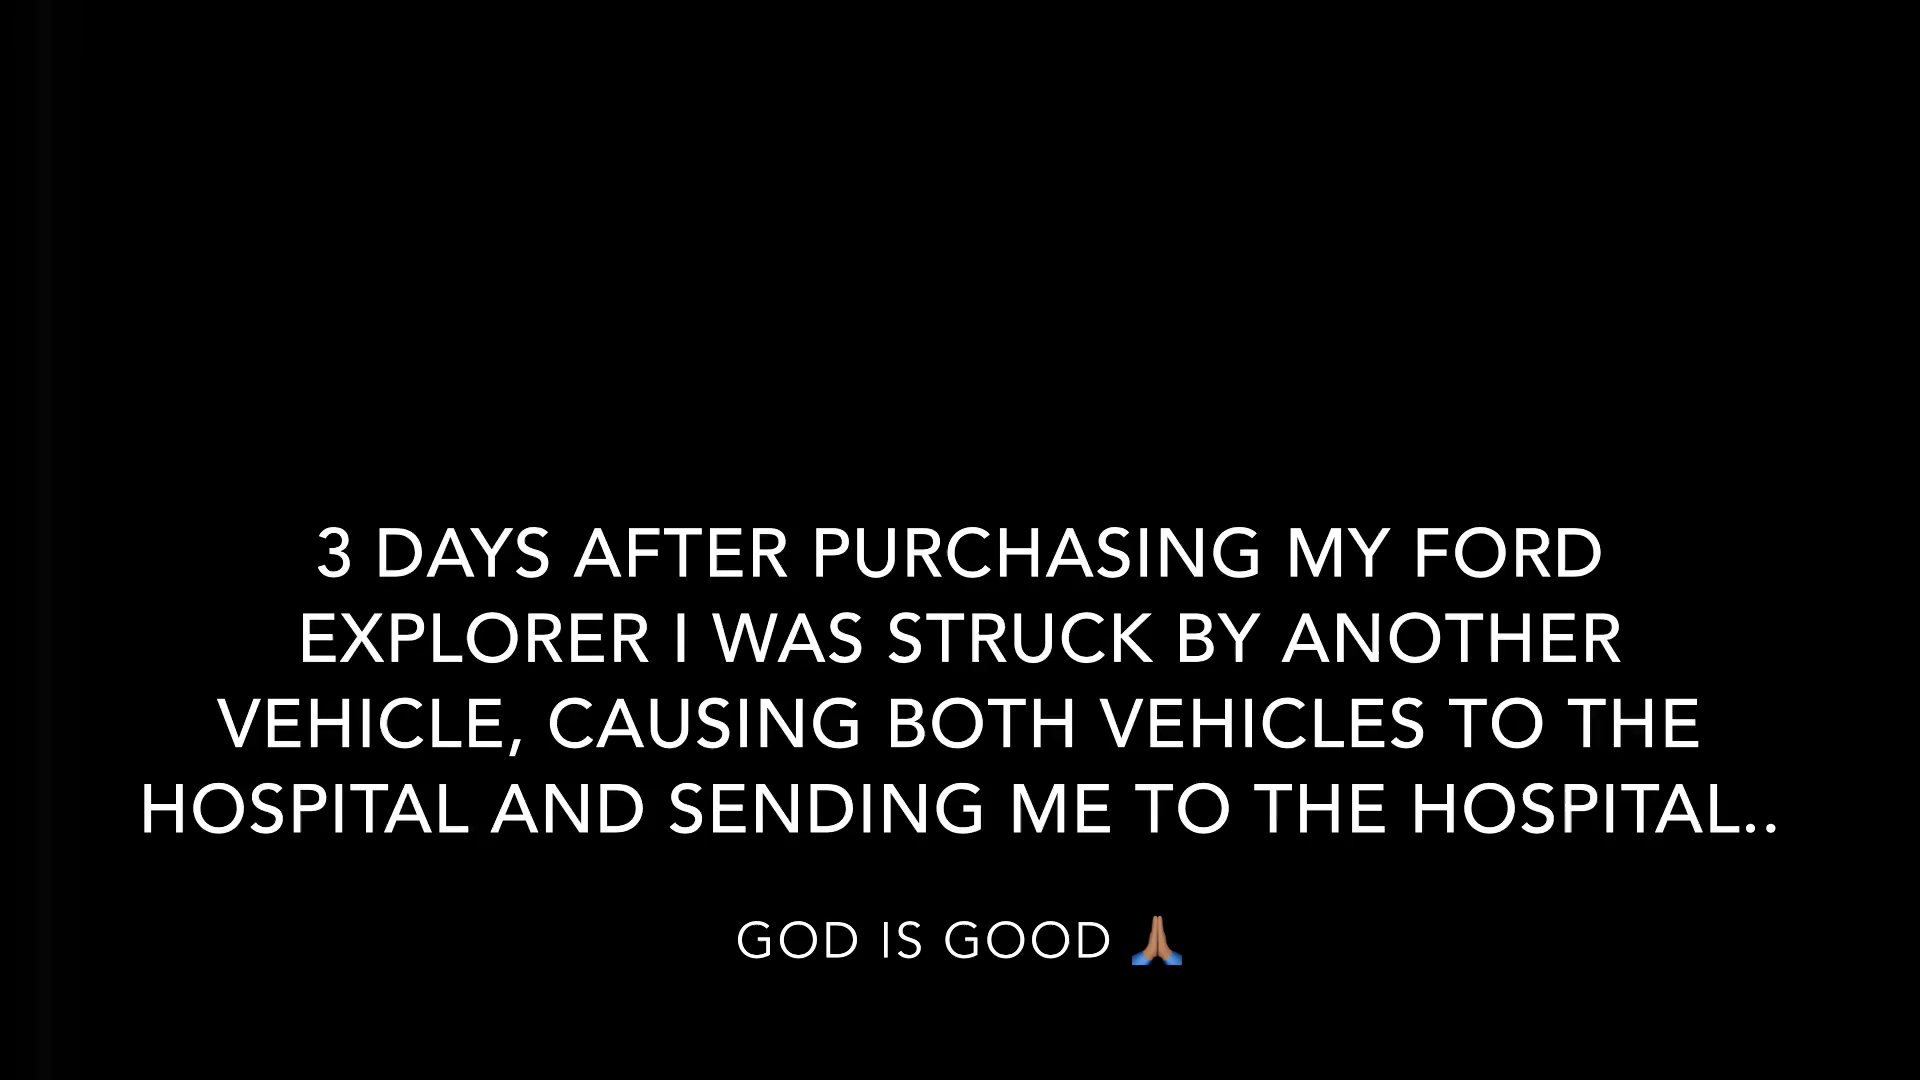 3 DAYS AFTER PURCHASING MY FORD
EXPLORER I WAS STRUCK BY ANOTHER
VEHICLE, CAUSING BOTH VEHICLES TO THE
HOSPITAL AND SENDING ME TO THE HOSPITAL..
GOD IS GOOD 🙏🏽